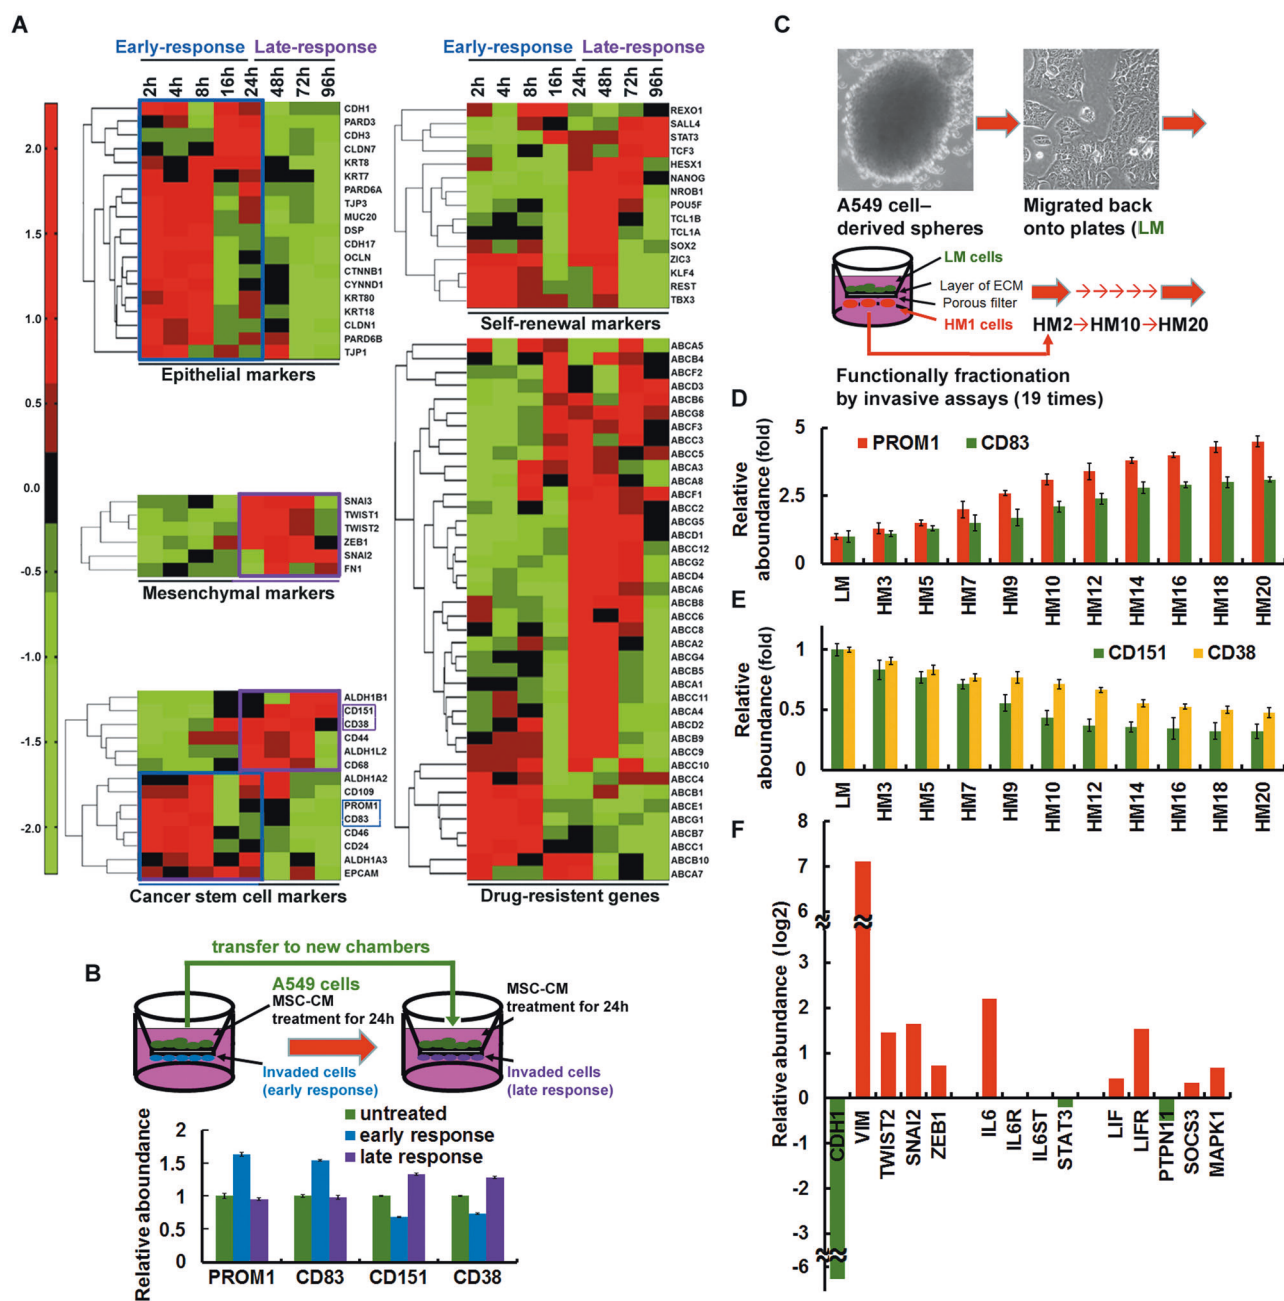 A
Early-response Late-response
2h 4h 8h 16h 24h 48h 72h 96h
2.0
1.5
1.0
0.5
0.0
-0.5
-1.0
-1.5
-2.0
CDH1
PARD3
CDH3
CLDN7
KRT8
KRT7
PARD6A
TJP3
MUC20
DSP
CDH17
OCLN
CTNNB1
CYNND1
KRT80
KRT18
CLDN1
PARD6B
TJP1
Epithelial markers
SNAI3
TWIST1
TWIST2
ZEB1
SNAI2
FN1
Mesenchymal markers
ALDH1B1
CD151
CD38
CD44
ALDH1L2
CD68
ALDH1A2
CD109
PROM1
CD83
CD46
CD24
ALDH1A3
EPCAM
Cancer stem cell markers
Early-response Late-response
2h 4h 8h 16h 24h 48h 72h 96h
REXO1
SALL4
STAT3
TCF3
HESX1
NANOG
NROB1
POU5F
TCL1B
TCL1A
SOX2
ZIC3
KLF4
REST
TBX3
Self-renewal markers
ABCA5
ABCB4
ABCF2
ABCD3
ABCB6
ABCG8
ABCF3
ABCC3
ABCC5
ABCA3
ABCA8
ABCF1
ABCC2
ABCG5
ABCD1
ABCC12
ABCG2
ABCD4
ABCA6
ABCB8
ABCC6
ABCC8
ABCA2
ABCG4
ABCB5
ABCA1
ABCC11
ABCA4
ABCD2
ABCB9
ABCC9
ABCC10
ABCC4
ABCB1
ABCE1
ABCG1
ABCB7
ABCC1
ABCB10
ABCA7
Drug-resistent genes
B
transfer to new chambers
A549 cells
MSC-CM
treatment for 24h
Invaded cells
(early response)
MSC-CM
treatment for 24h
Invaded cells
(late response)
Relative aboundance
2
1.5
1
0.5
0
untreated
early response
late response
PROM1 CD83 CD151 CD38
C
A549 cell–
derived spheres
Migrated back
onto plates (LM
LM cells
Layer of ECM
Porous filter
HM1 cells
HM2→HM10→HM20
Functionally fractionation
by invasive assays (19 times)
D
Relative
aboundance (fold)
5
2.5
0
PROM1 CD83
LM HM3 HM5 HM7 HM9 HM10 HM12 HM14 HM16 HM18 HM20
E
Relative
aboundance (fold)
1
0.5
0
CD151 CD38
LM HM3 HM5 HM7 HM9 HM10 HM12 HM14 HM16 HM18 HM20
F
Relative aboundance (log2)
8
7
6
3
2
1
0
-1
-2
-3
-6
CDH1 VIM TWIST2 SNAI2 ZEB1 IL6 IL6R IL6ST STAT3 LIF LIFR PTPN11 SOCS3 MAPK1